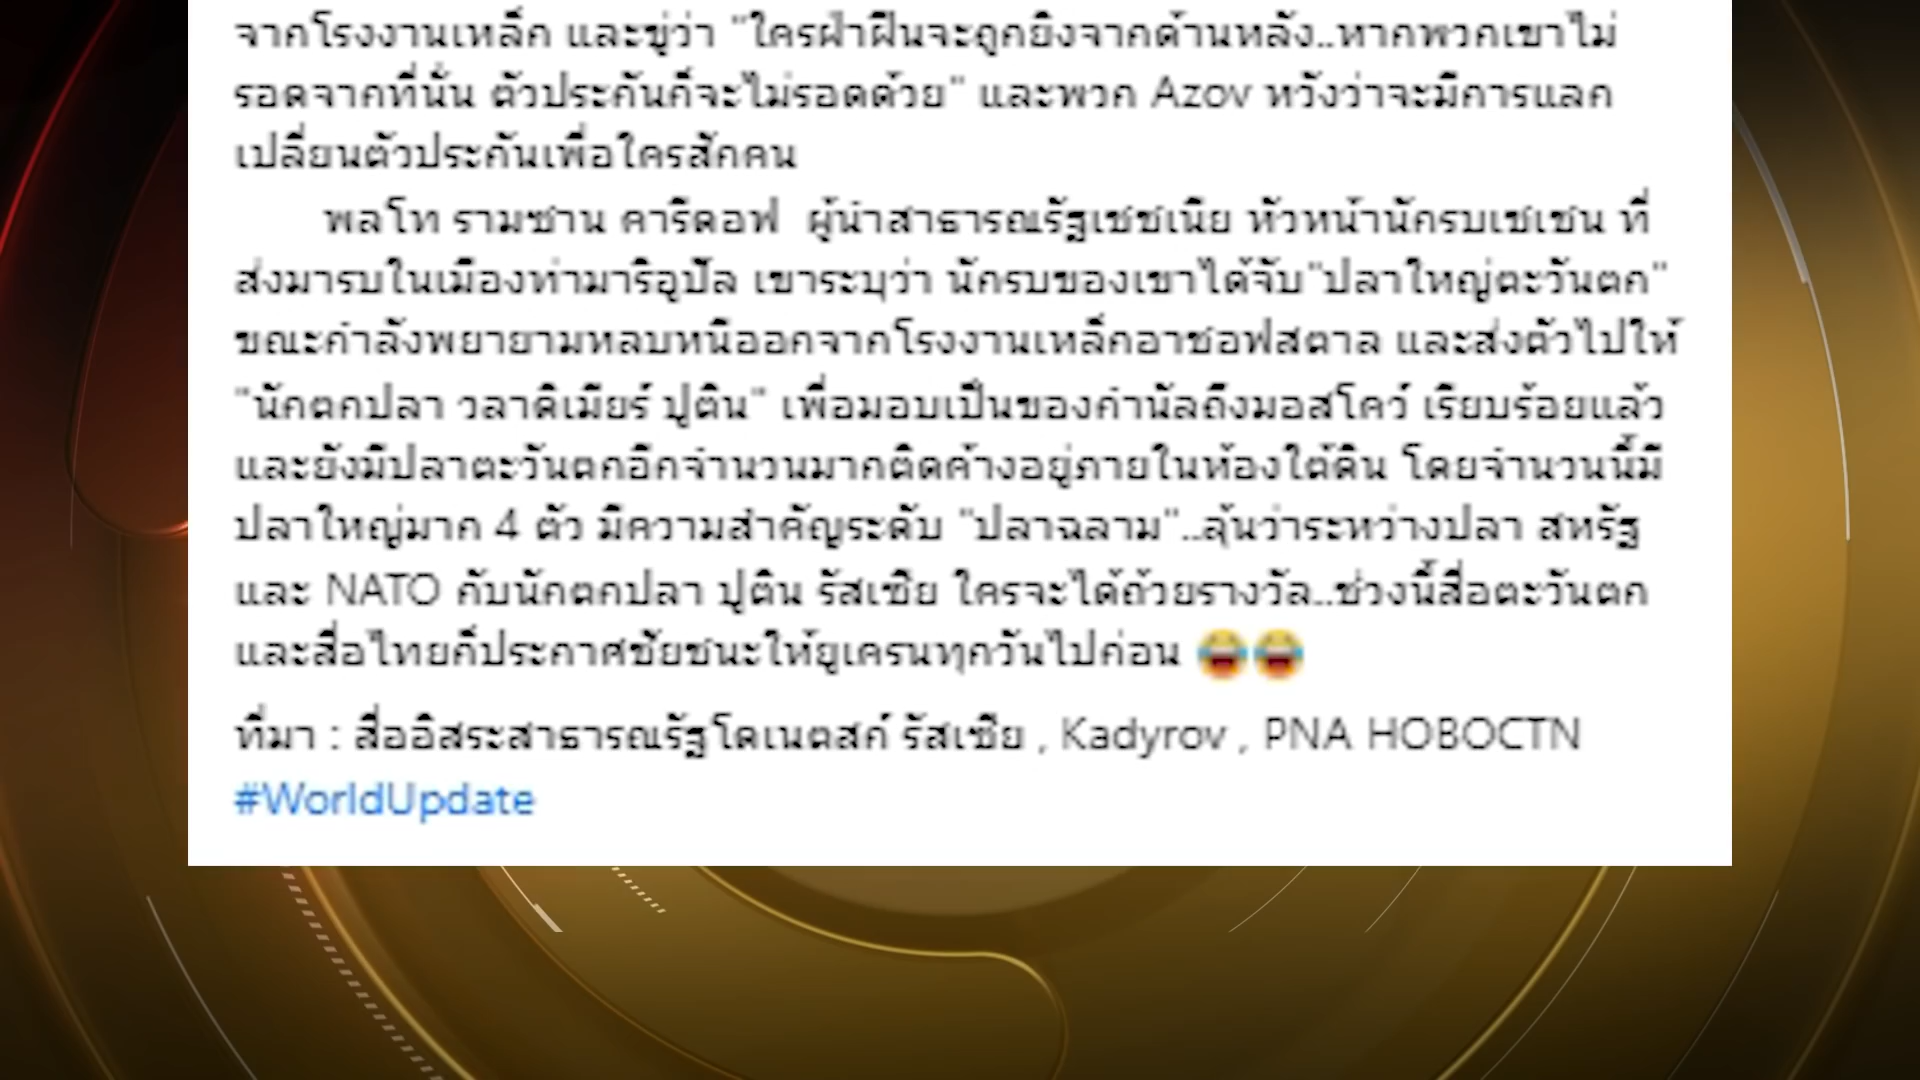 จากโรงงานเหล็ก และขู่ว่า "ใครฝ่าฝืนจะถูกยิงจากด้านหลัง..หากพวกเขาไม่
รอดจากที่นั่น ตัวประกันก็จะไม่รอดด้วย" และพวก Azov หวังว่าจะมีการแลก
เปลี่ยนตัวประกันเพื่อใครสักคน
พลโท รามซาน คาริดอฟ ผู้นำสาธารณรัฐเชชเนีย หัวหน้านักรบเชเชน ที่
ส่งมารบในเมืองท่ามาริอูปัล เขาระบุว่า นักรบของเขาได้จับ"ปลาใหญ่ตะวันตก"
ขณะกำลังพยายามหลบหนีออกจากโรงงานเหล็กอาซอฟสตาล และส่งตัวไปให้
"นักตกปลา วลาดิเมียร์ ปูติน" เพื่อมอบเป็นของกำนัลถึงมอสโคว์ เรียบร้อยแล้ว
และยังมีปลาตะวันตกอีกจำนวนมากติดค้างอยู่ภายในห้องใต้ดิน โดยจำนวนนี้มี
ปลาใหญ่มาก 4 ตัว มีความสำคัญระดับ "ปลาฉลาม"..ลุ้นว่าระหว่างปลา สหรัฐ
และ NATO กับนักตกปลา ปูติน รัสเซีย ใครจะได้ถ้วยรางวัล..ช่วงนี้สื่อตะวันตก
และสื่อไทยก็ประกาศชัยชนะให้ยูเครนทุกวันไปก่อน 😂😂
ที่มา : สื่ออิสระสาธารณรัฐโดเนตสก์ รัสเซีย , Kadyrov , PNA HOBOCTN
#WorldUpdate